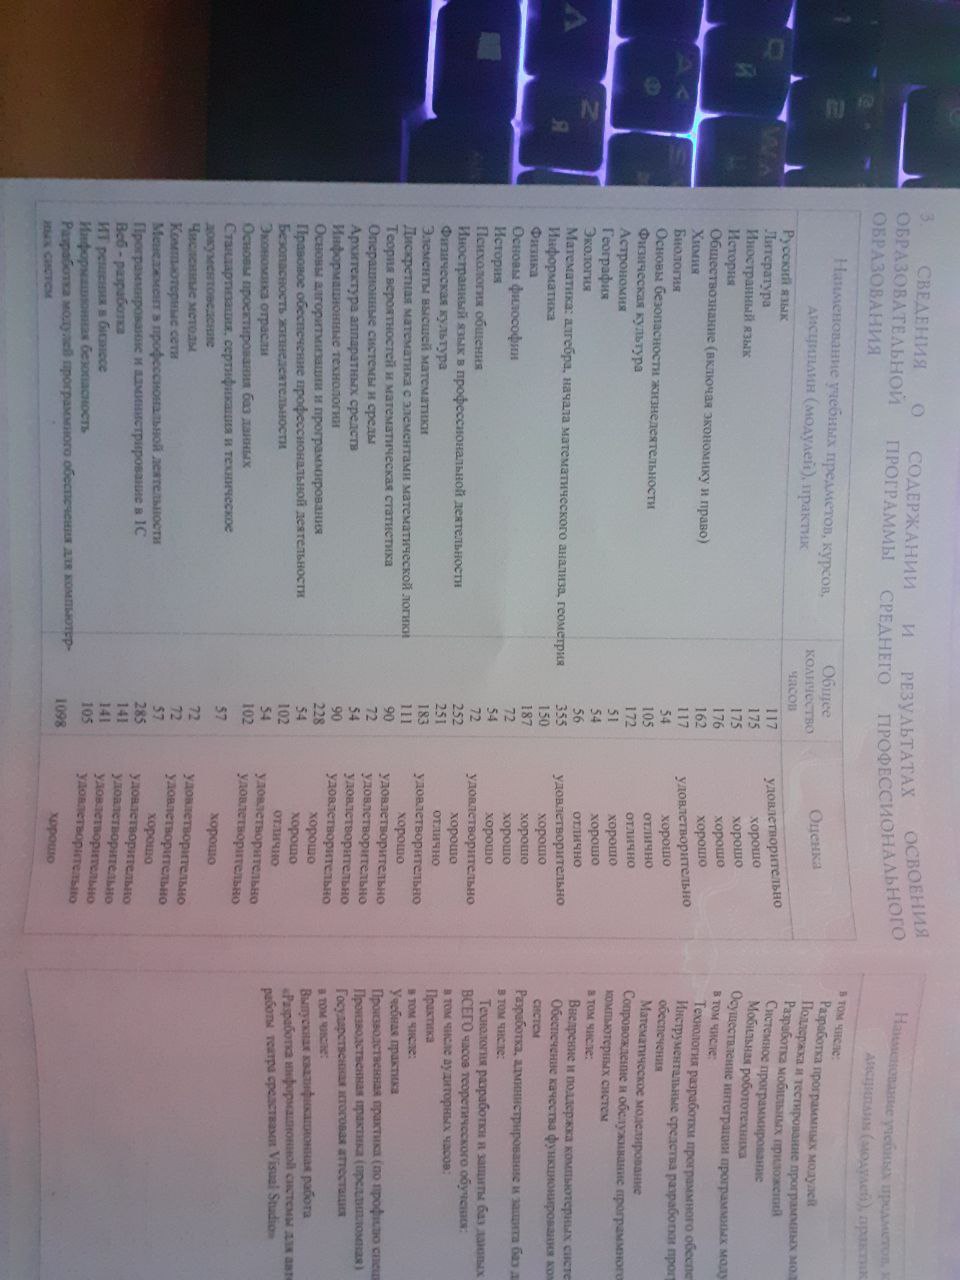 3. СВЕДЕНИЯ О СОДЕРЖАНИИ И РЕЗУЛЬТАТАХ ОСВОЕНИЯ
ОБРАЗОВАТЕЛЬНОЙ ПРОГРАММЫ СРЕДНЕГО ПРОФЕССИОНАЛЬНОГО
ОБРАЗОВАНИЯ
Наименование учебных предметов, курсов,
дисциплин (модулей), практик
Общее
количество
часов
Оценка
Русский язык 117 удовлетворительно
Литература 175 хорошо
Иностранный язык 175 хорошо
История 176 хорошо
Обществознание (включая экономику и право) 162 хорошо
Химия 117 удовлетворительно
Биология 54 хорошо
Основы безопасности жизнедеятельности 105 отлично
Физическая культура 172 отлично
Астрономия 51 хорошо
География 54 хорошо
Экология 56 отлично
Математика: алгебра, начала математического анализа, геометрия 355 удовлетворительно
Информатика 150 хорошо
Физика 187 хорошо
Основы философии 72 хорошо
История 54 хорошо
Психология общения 72 удовлетворительно
Иностранный язык в профессиональной деятельности 252 хорошо
Физическая культура 251 отлично
Элементы высшей математики 183 удовлетворительно
Дискретная математика с элементами математической логики 111 хорошо
Теория вероятностей и математическая статистика 90 удовлетворительно
Операционные системы и среды 72 удовлетворительно
Архитектура аппаратных средств 54 удовлетворительно
Информационные технологии 90 удовлетворительно
Основы алгоритмизации и программирования 228 хорошо
Правовое обеспечение профессиональной деятельности 54 хорошо
Безопасность жизнедеятельности 102 отлично
Экономика отрасли 54 удовлетворительно
Основы проектирования баз данных 102 удовлетворительно
Стандартизация, сертификация и техническое
документоведение 57 хорошо
Численные методы 72 удовлетворительно
Компьютерные сети 72 удовлетворительно
Менеджмент в профессиональной деятельности 57 хорошо
Программирование и администрирование в 1С 285 удовлетворительно
Веб - разработка 141 удовлетворительно
ИТ решения в бизнесе 141 удовлетворительно
Информационная безопасность 105 удовлетворительно
Разработка модулей программного обеспечения для компьютер-
ных систем 1098 хорошо
Наименование учебных предметов,
дисциплин (модулей), практик
в том числе:
Разработка программных модулей
Поддержка и тестирование программных мод
Разработка мобильных приложений
Системное программирование
Мобильная робототехника
Осуществление интеграции программных моду
в том числе:
Технология разработки программного обеспеч
Инструментальные средства разработки прог
обеспечения
Математическое моделирование
Сопровождение и обслуживание программного
компьютерных систем
в том числе:
Внедрение и поддержка компьютерных систе
Обеспечение качества функционирования ком
систем
Разработка, администрирование и защита баз д
в том числе:
Технология разработки и защиты баз данных
ВСЕГО часов теоретического обучения:
в том числе аудиторных часов:
Практика
в том числе:
Учебная практика
Производственная практика (по профилю спец
Производственная практика (преддипломная)
Государственная итоговая аттестация
в том числе:
Выпускная квалификационная работа
«Разработка информационной системы для авто
работы театра средствами Visual Studio»
1
@
2
Q
Й
W
Ц
A
Ф
Z
Я